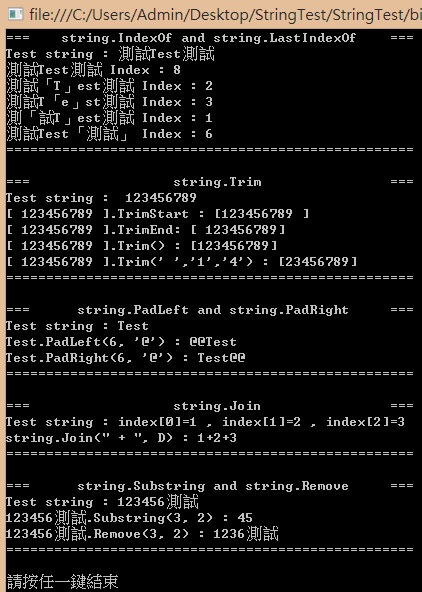 file:///C:/Users/Admin/Desktop/StringTest/StringTest/bi
===    string.IndexOf and string.LastIndexOf    ===
Test string : 測試Test測試
測試Test測試 Index : 8
測試「T」est測試 Index : 2
測試T「e」st測試 Index : 3
測「試T」est測試 Index : 1
測試Test「測試」 Index : 6
===================================================
===                  string.Trim                ===
Test string :  123456789
[ 123456789 ].TrimStart : [123456789 ]
[ 123456789 ].TrimEnd: [ 123456789]
[ 123456789 ].Trim() : [123456789]
[ 123456789 ].Trim(' ','1','4') : [23456789]
===================================================
===      string.PadLeft and string.PadRight     ===
Test string : Test
Test.PadLeft(6, '@') : @@Test
Test.PadRight(6, '@') : Test@@
===================================================
===                  string.Join                ===
Test string : index[0]=1 , index[1]=2 , index[2]=3
string.Join(" + ", D) : 1+2+3
===================================================
===      string.Substring and string.Remove     ===
Test string : 123456測試
123456測試.Substring(3, 2) : 45
123456測試.Remove(3, 2) : 1236測試
===================================================
請按任一鍵結束